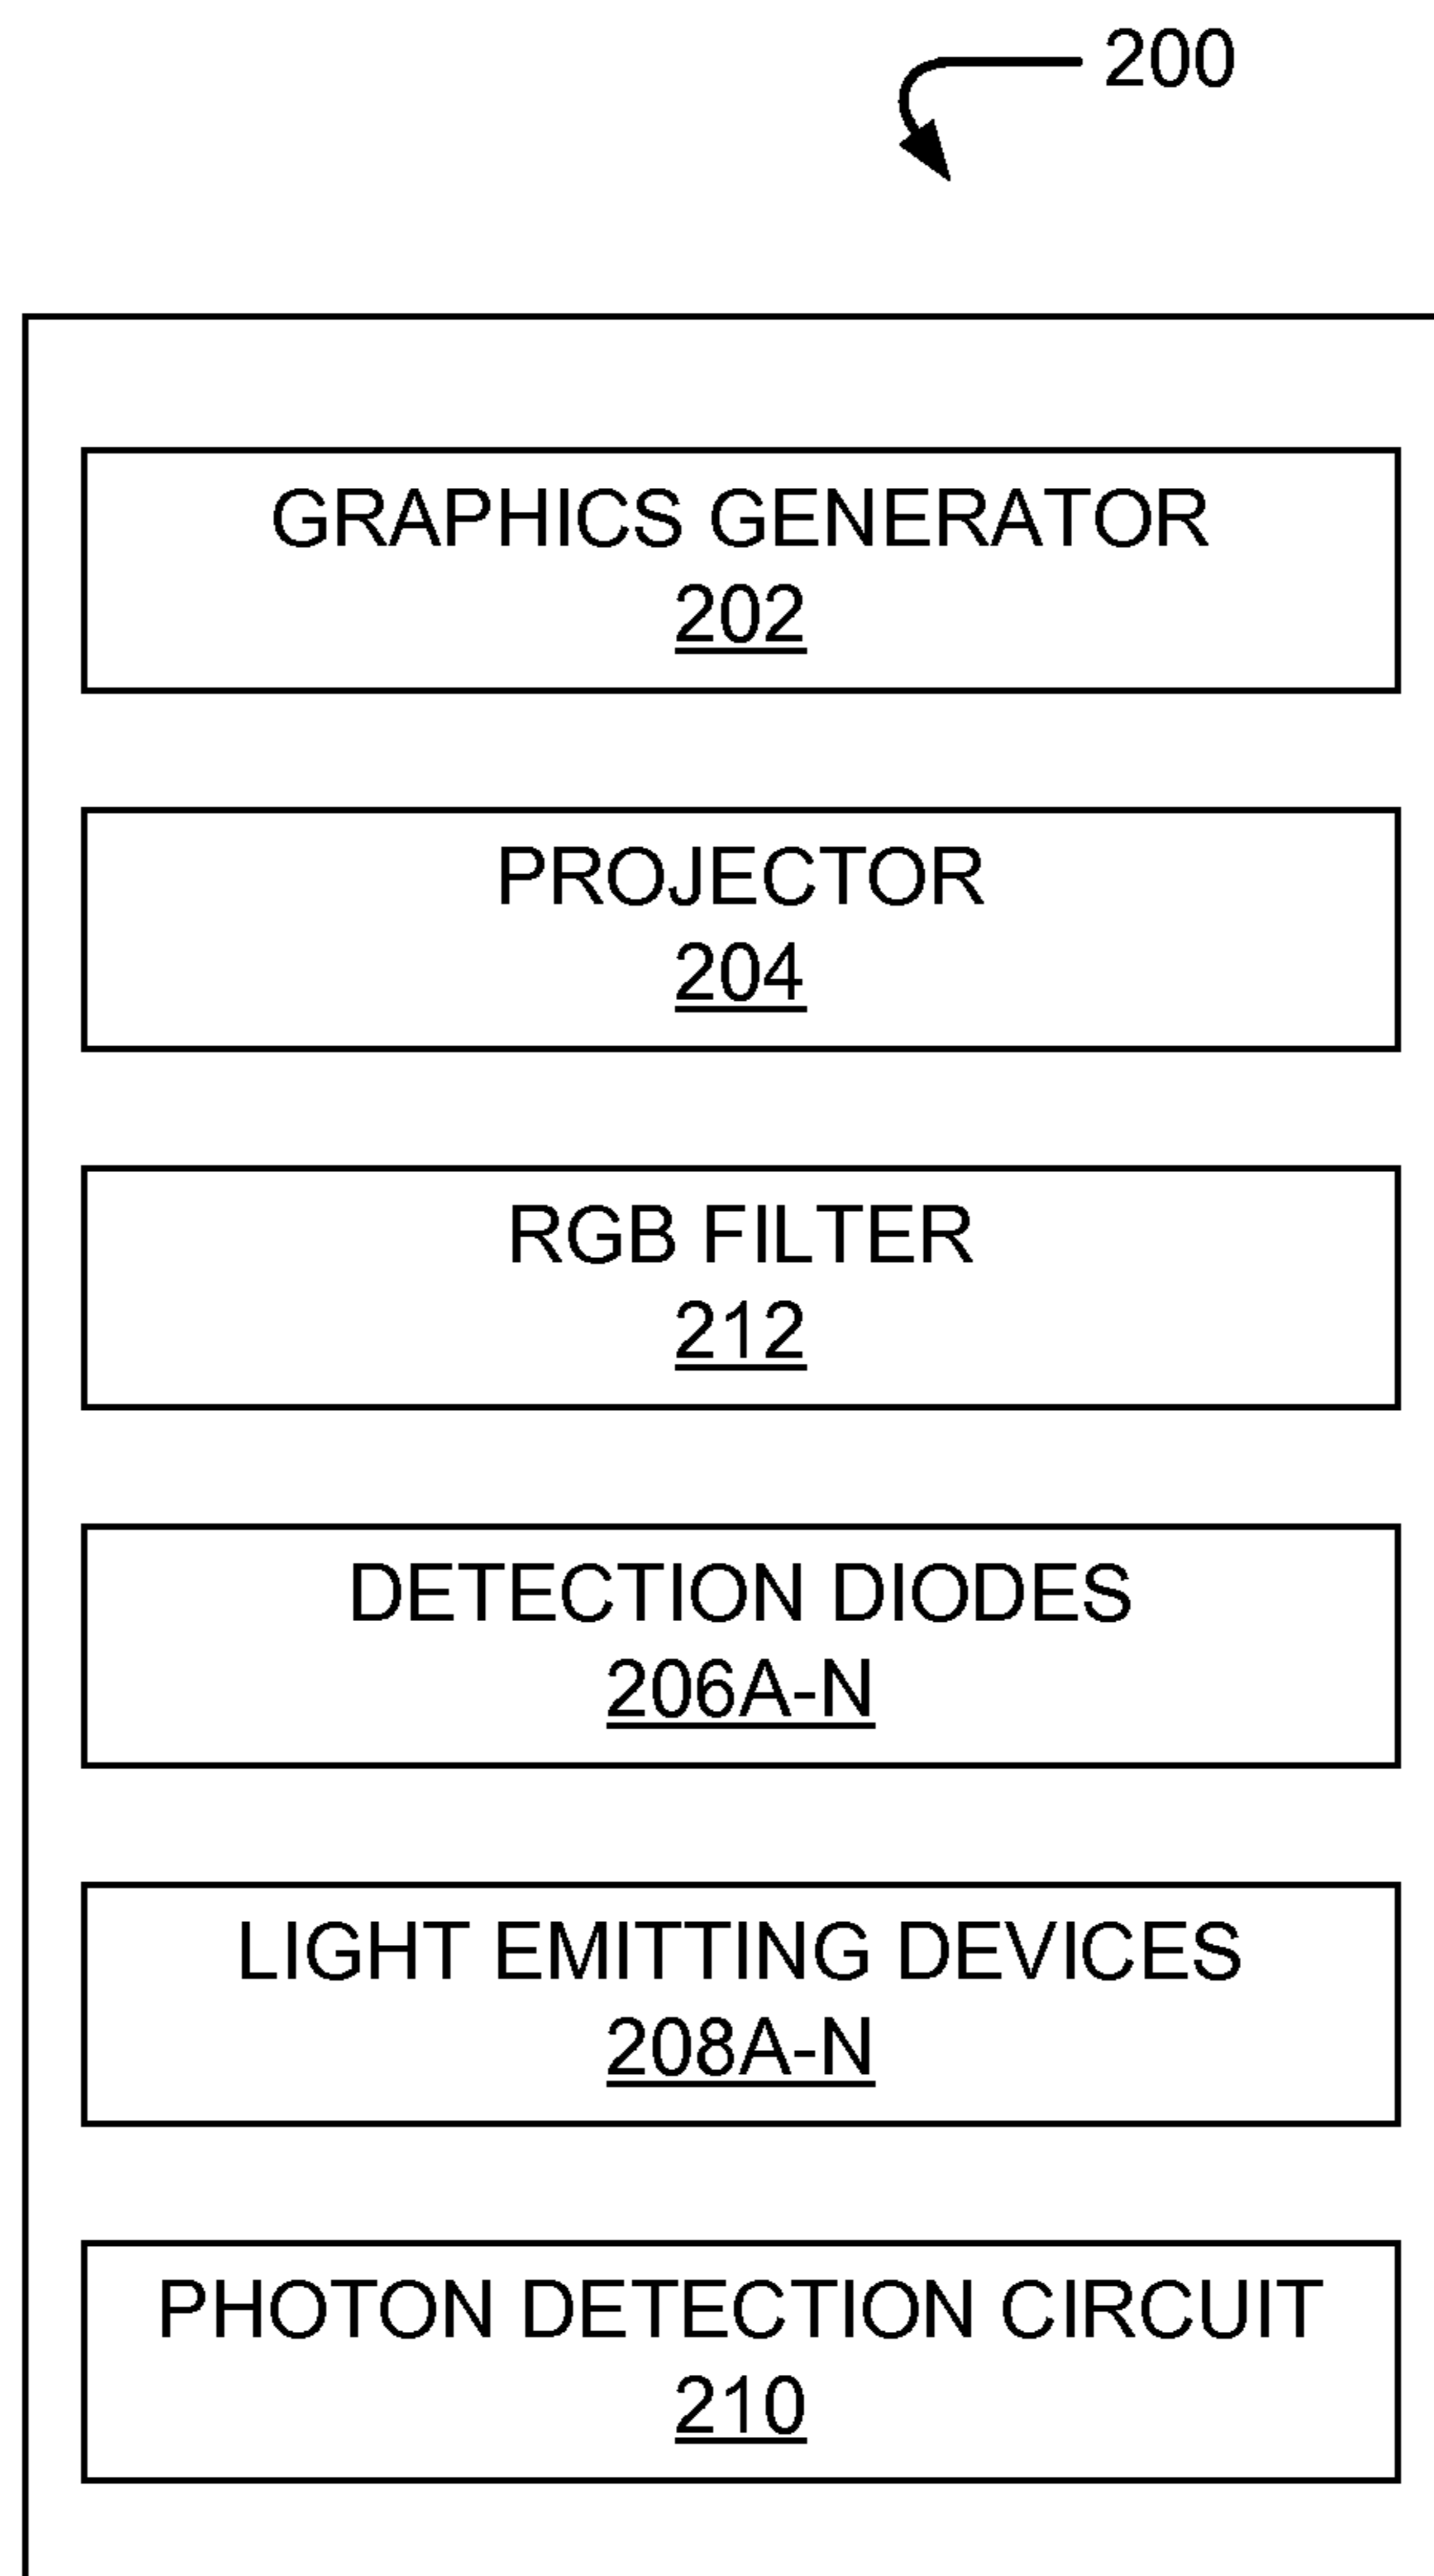 200
GRAPHICS GENERATOR
202
PROJECTOR
204
RGB FILTER
212
DETECTION DIODES
206A-N
LIGHT EMITTING DEVICES
208A-N
PHOTON DETECTION CIRCUIT
210